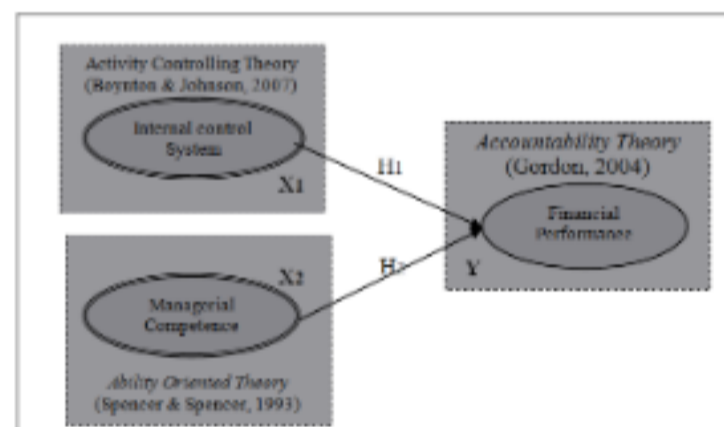 Activity Controlling Theory
(Boynton & Johnson, 2007)
Internal control
System
X1
H1
Accountability Theory
(Gordon, 2004)
Financial
Performance
Y
H2
X2
Managerial
Competence
Ability Oriented Theory
(Spencer & Spencer, 1993)